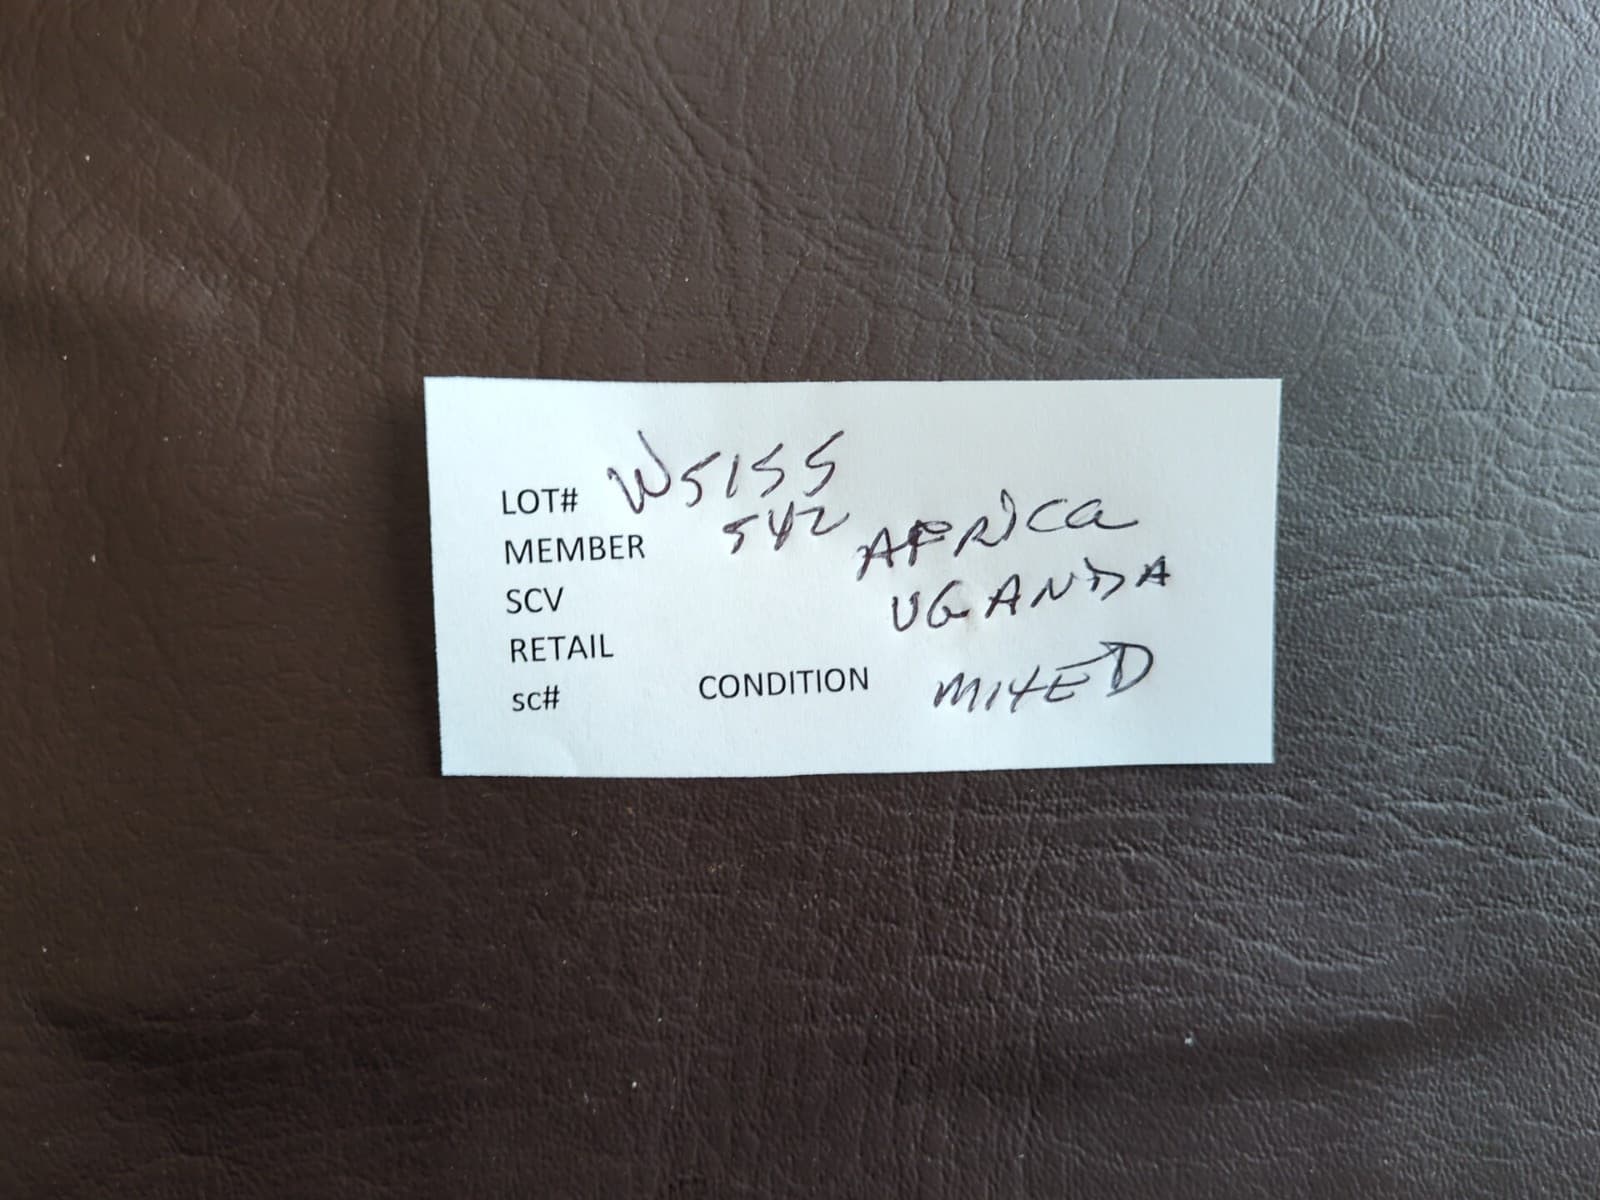 LOT# W5155
MEMBER 542 AFRICA
SCV UGANDA
RETAIL
sc# CONDITION MIXED